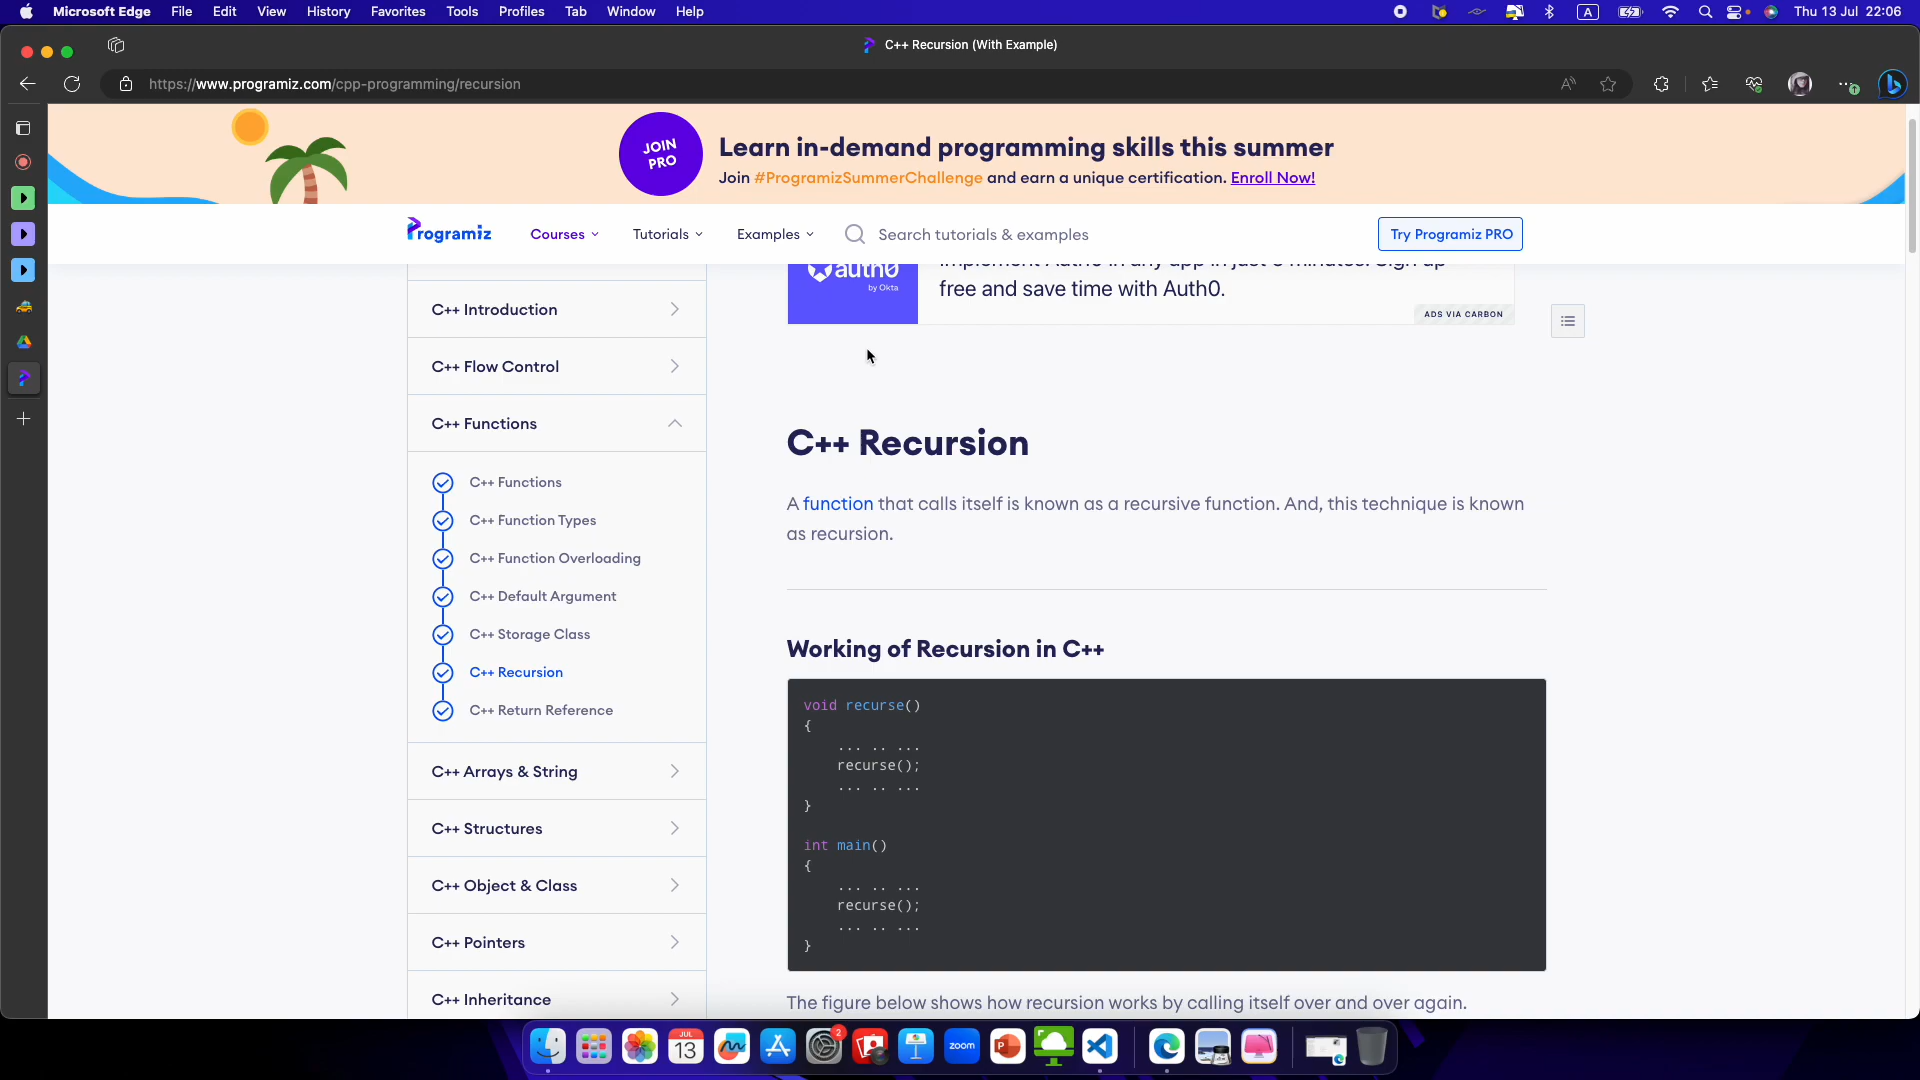 Microsoft Edge File Edit View History Favorites Tools Profiles Tab Window Help
A
Thu 13 Jul 22:06
C++ Recursion (With Example)
https://www.programiz.com/cpp-programming/recursion
JOIN
PRO
Learn in-demand programming skills this summer
Join #ProgramizSummerChallenge and earn a unique certification. Enroll Now!
Programiz
Courses
Tutorials
Examples
Search tutorials & examples
Try Programiz PRO
auth0
by Okta
free and save time with Auth0.
ADS VIA CARBON
C++ Introduction
C++ Flow Control
C++ Functions
C++ Functions
C++ Function Types
C++ Function Overloading
C++ Default Argument
C++ Storage Class
C++ Recursion
C++ Return Reference
C++ Arrays & String
C++ Structures
C++ Object & Class
C++ Pointers
C++ Inheritance
C++ Recursion
A function that calls itself is known as a recursive function. And, this technique is known
as recursion.
Working of Recursion in C++
void recurse()
{
... .. ...
recurse();
... .. ...
}
int main()
{
... .. ...
recurse();
... .. ...
}
The figure below shows how recursion works by calling itself over and over again.
JUL
13
2
zoom
P